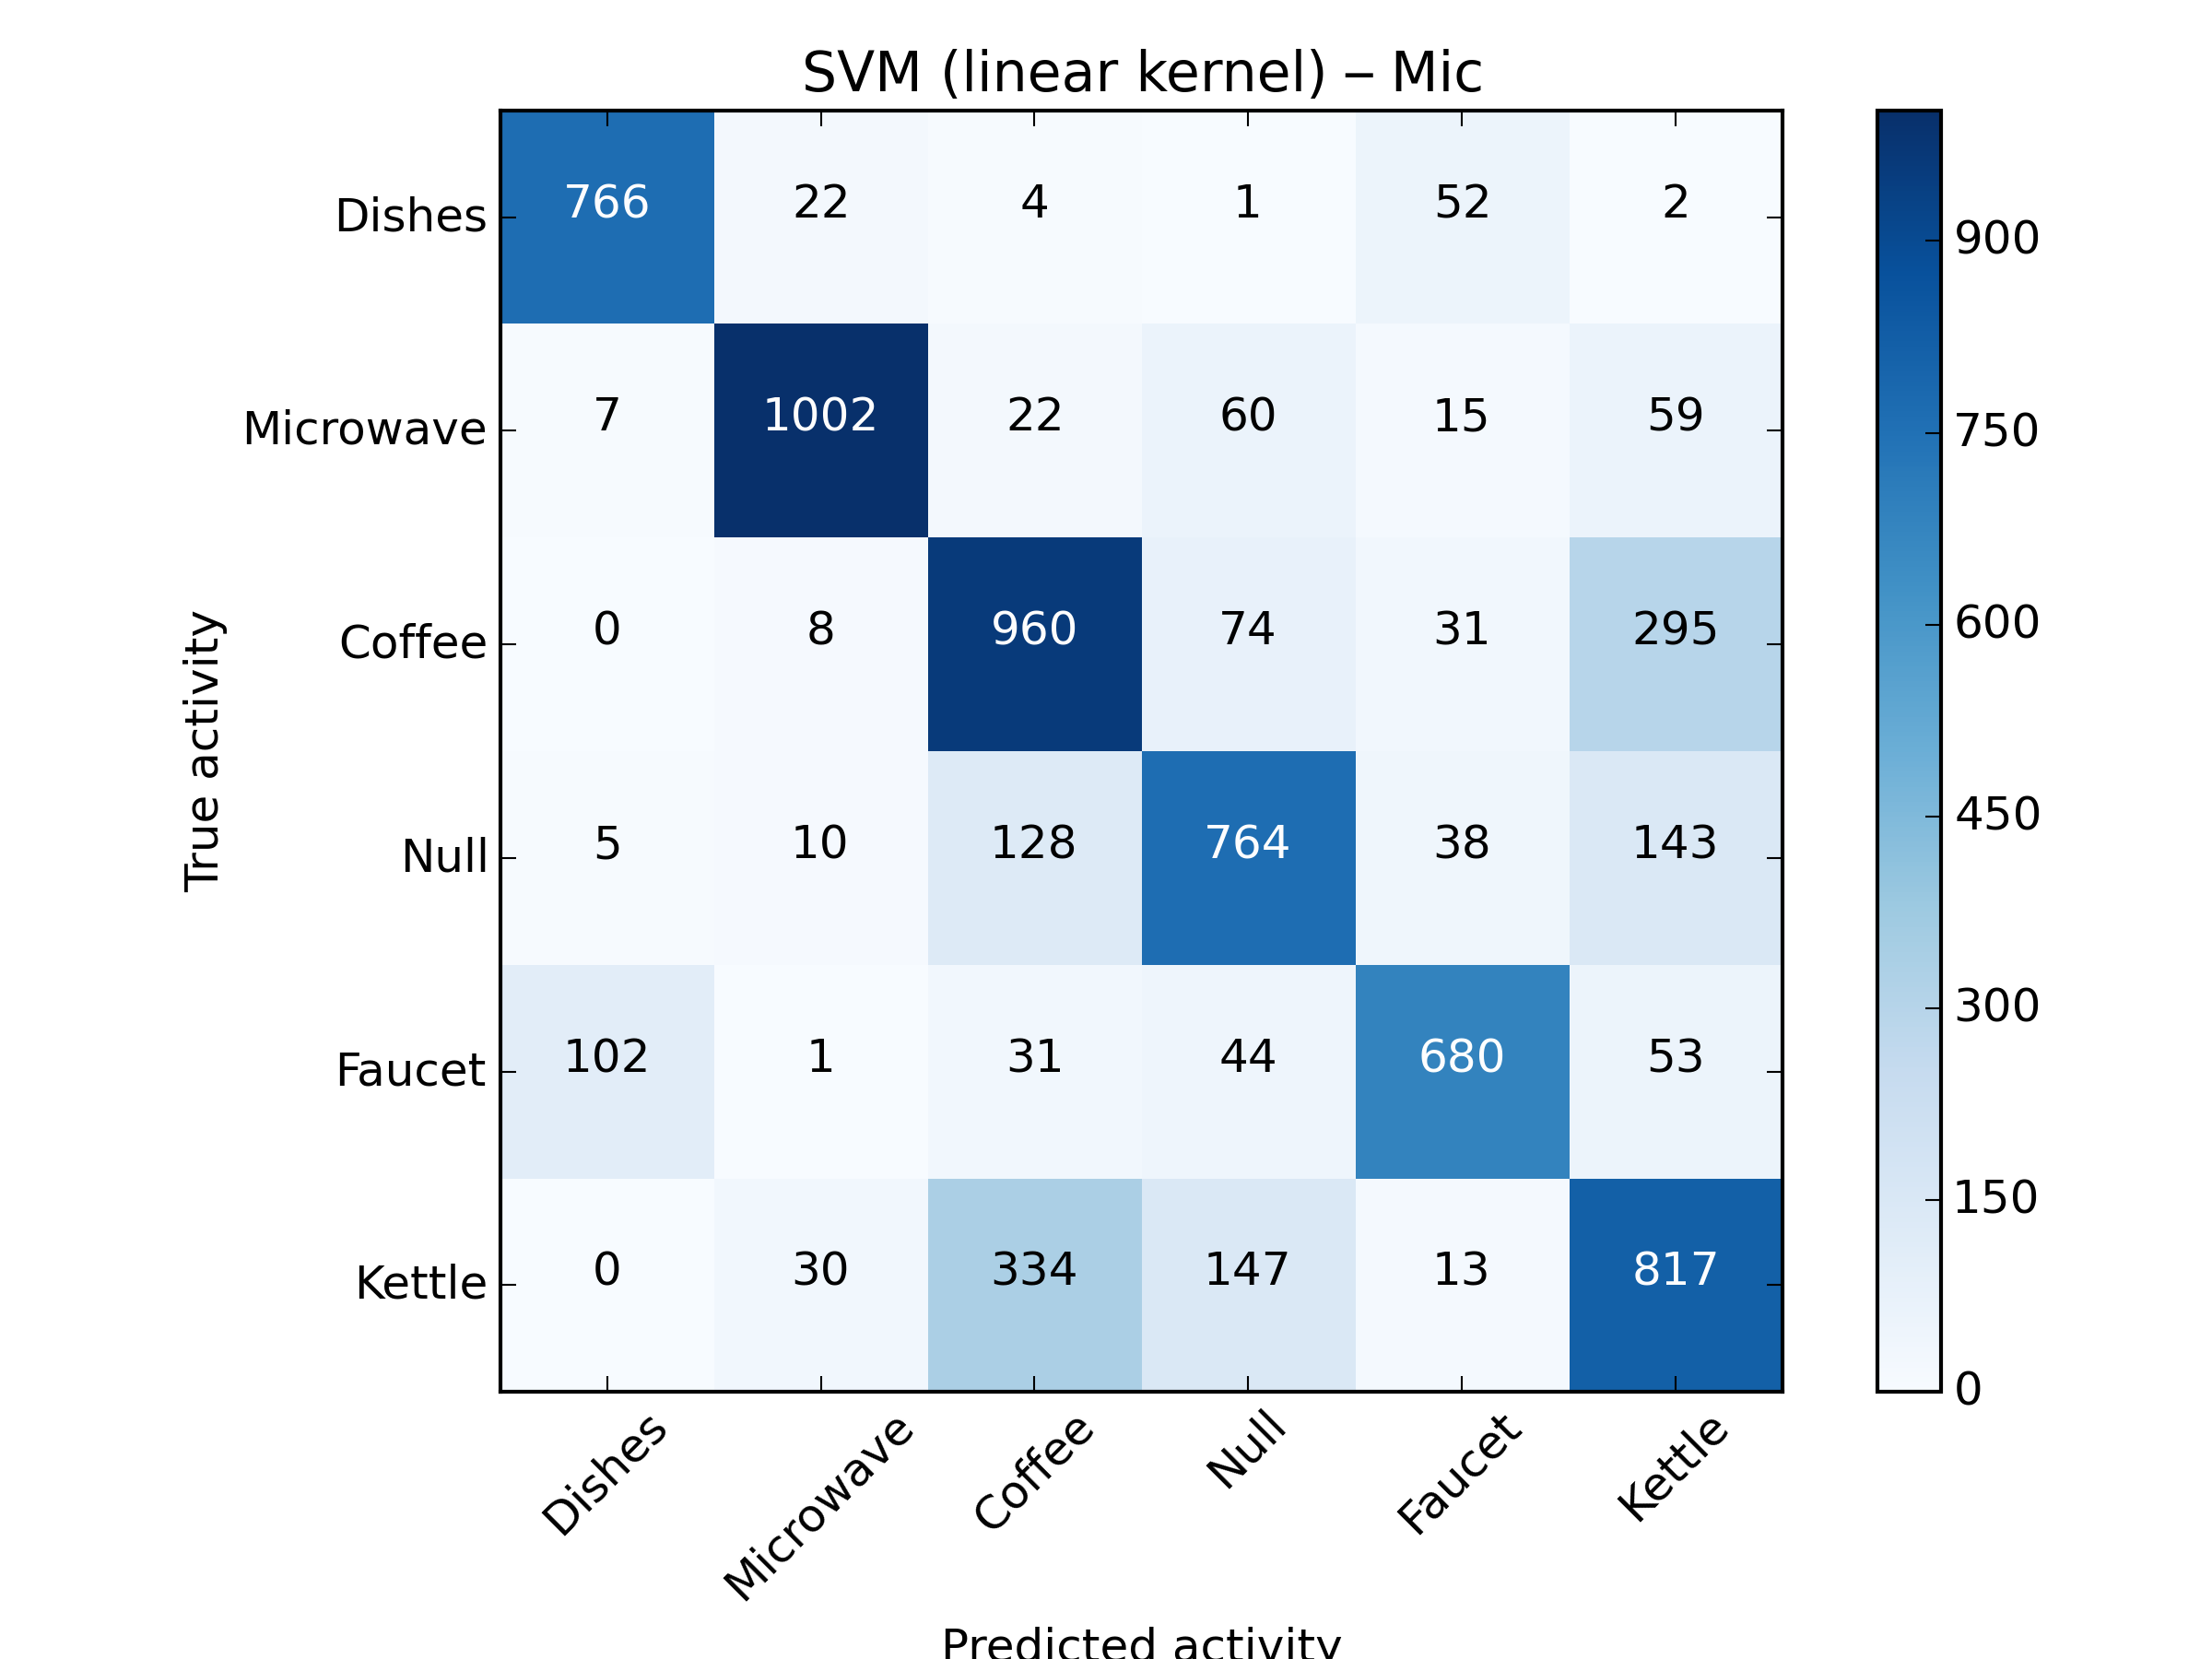 SVM (linear kernel) – Mic
Dishes 766 22 4 1 52 2
Microwave 7 1002 22 60 15 59
Coffee 0 8 960 74 31 295
Null 5 10 128 764 38 143
Faucet 102 1 31 44 680 53
Kettle 0 30 334 147 13 817
True activity
Dishes Microwave Coffee Null Faucet Kettle
Predicted activity
900
750
600
450
300
150
0